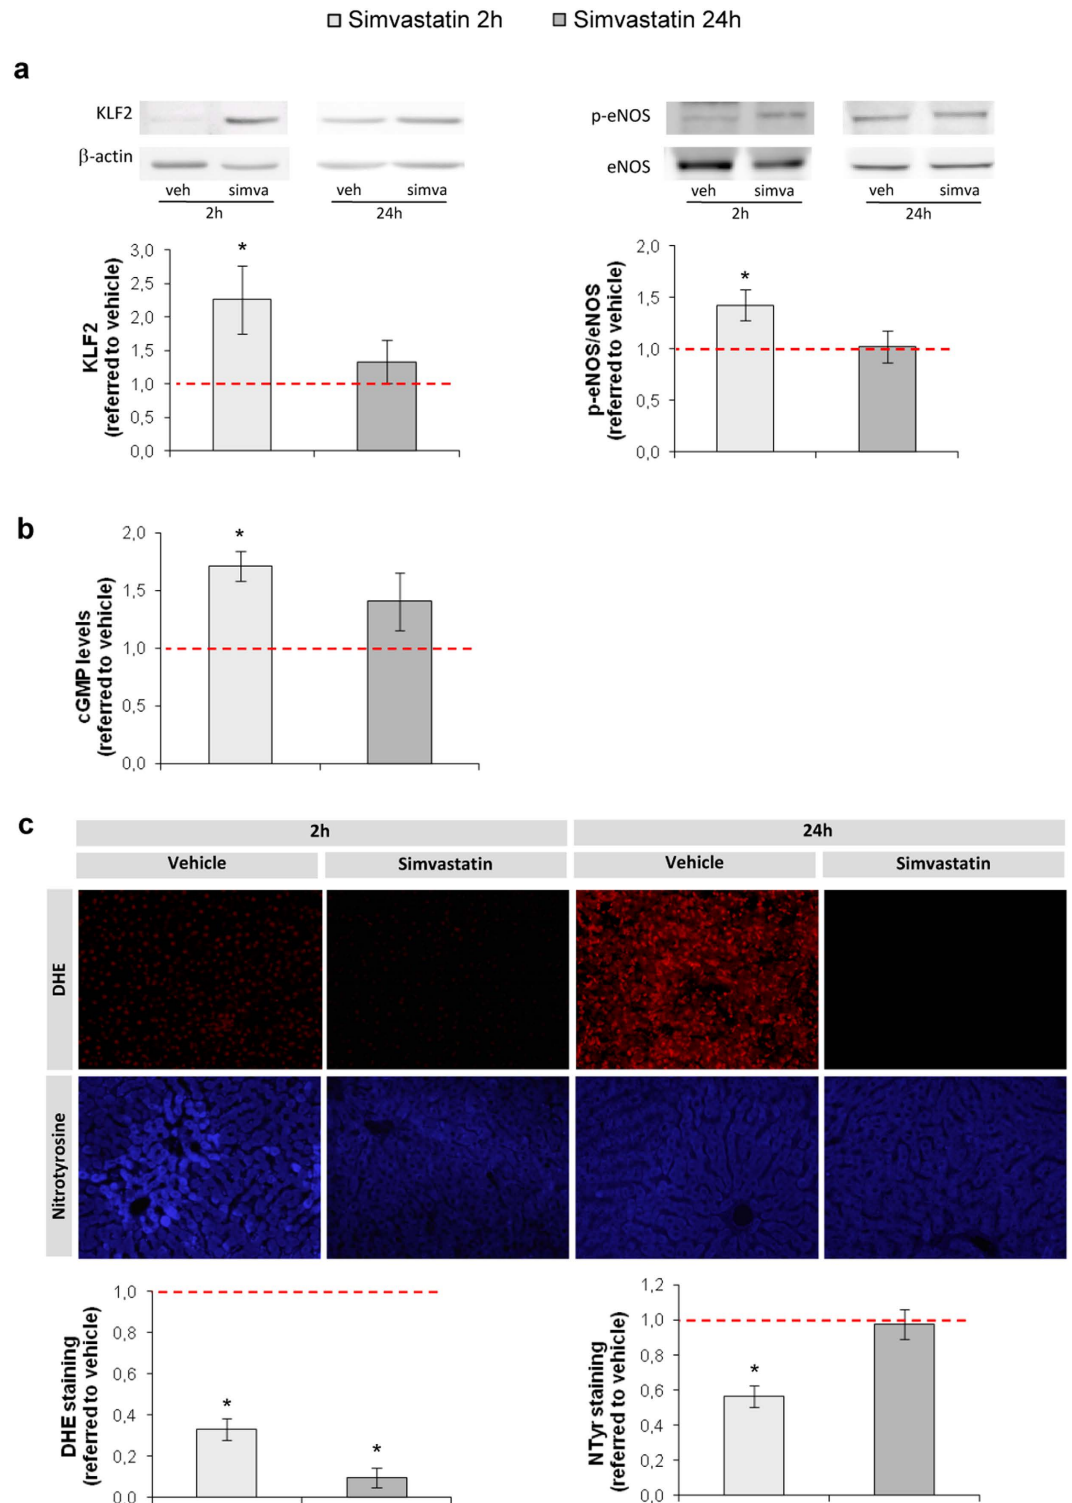 Simvastatin 2h Simvastatin 24h
a
KLF2
β-actin
veh simva veh simva
2h 24h
p-eNOS
eNOS
veh simva veh simva
2h 24h
KLF2
(referred to vehicle)
3,0
2,5
2,0
1,5
1,0
0,5
0,0
*
p-eNOS/eNOS
(referred to vehicle)
2,0
1,5
1,0
0,5
0,0
*
b
cGMP levels
(referred to vehicle)
2,0
1,5
1,0
0,5
0,0
*
c
2h 24h
Vehicle Simvastatin Vehicle Simvastatin
DHE
Nitrotyrosine
DHE staining
(referred to vehicle)
1,0
0,8
0,6
0,4
0,2
0,0
*
*
NTyr staining
(referred to vehicle)
1,2
1,0
0,8
0,6
0,4
0,2
0,0
*